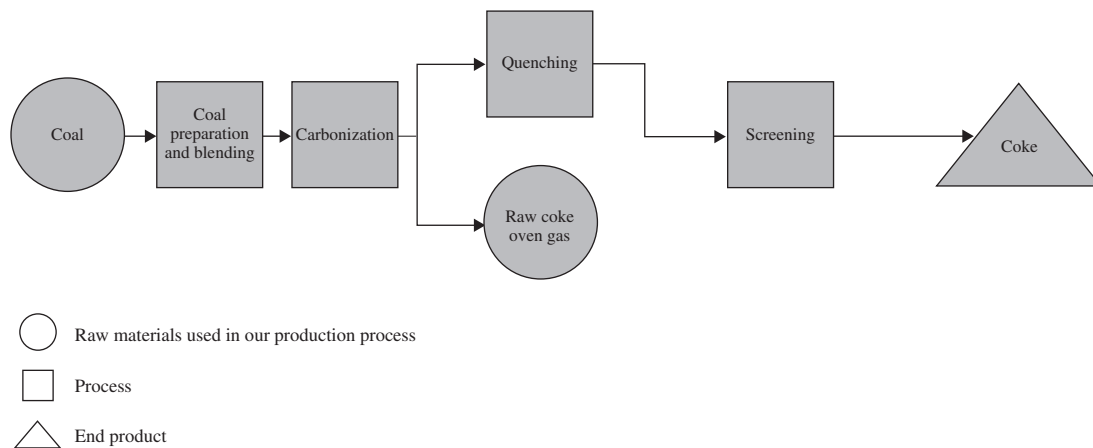 Coal
Coal
preparation
and blending
Carbonization
Quenching
Raw coke
oven gas
Screening
Coke
Raw materials used in our production process
Process
End product